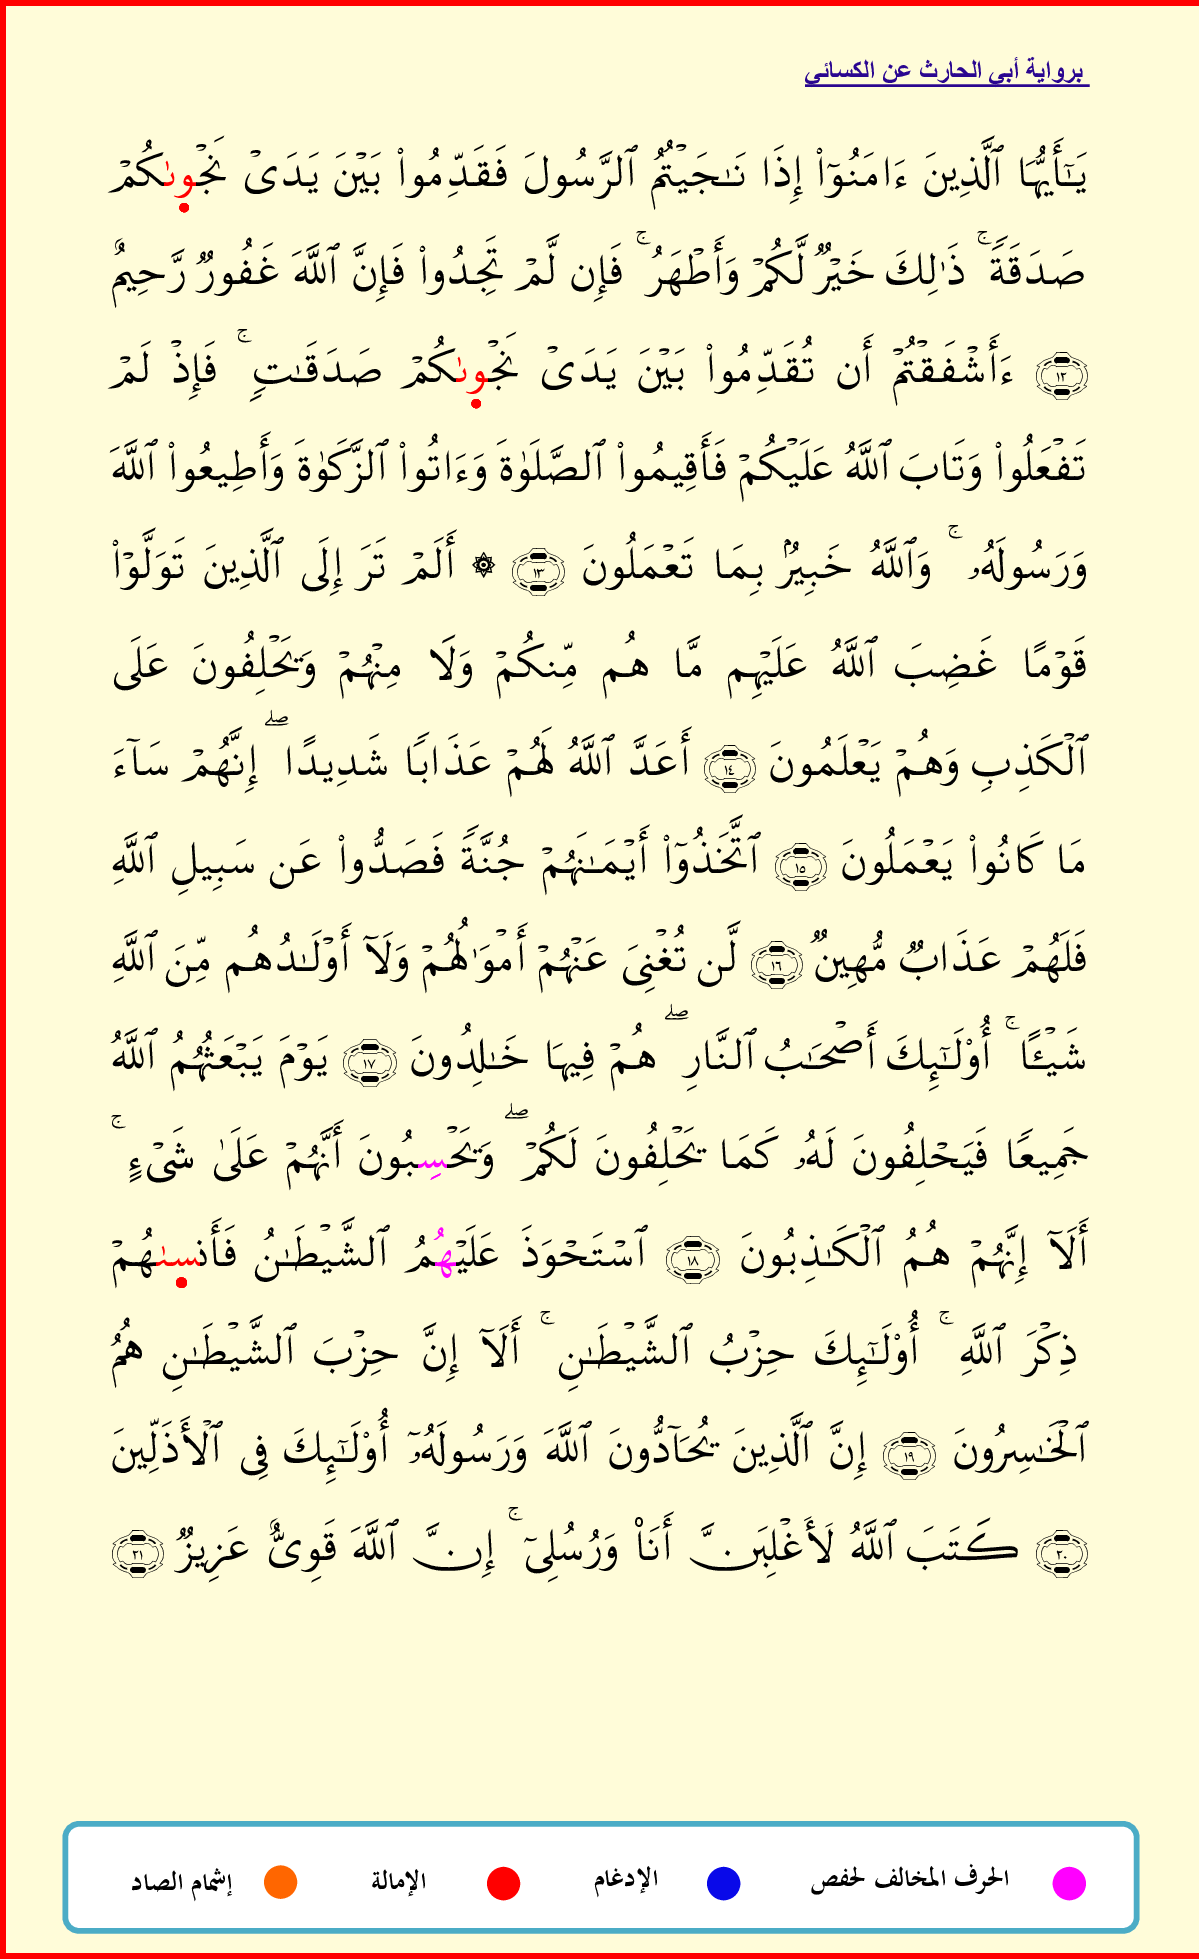 برواية أبي الحارث عن الكسائي
يَـٰٓأَيُّهَا ٱلَّذِينَ ءَامَنُوٓا۟ إِذَا نَـٰجَيْتُمُ ٱلرَّسُولَ فَقَدِّمُوا۟ بَيْنَ يَدَىْ نَجْوىٰكُمْ
صَدَقَةً ۚ ذَٰلِكَ خَيْرٌ لَّكُمْ وَأَطْهَرُ ۚ فَإِن لَّمْ تَجِدُوا۟ فَإِنَّ ٱللَّهَ غَفُورٌ رَّحِيمٌ
١٢ ءَأَشْفَقْتُمْ أَن تُقَدِّمُوا۟ بَيْنَ يَدَىْ نَجْوىٰكُمْ صَدَقَـٰتٍ ۚ فَإِذْ لَمْ
تَفْعَلُوا۟ وَتَابَ ٱللَّهُ عَلَيْكُمْ فَأَقِيمُوا۟ ٱلصَّلَوٰةَ وَءَاتُوا۟ ٱلزَّكَوٰةَ وَأَطِيعُوا۟ ٱللَّهَ
وَرَسُولَهُۥ ۚ وَٱللَّهُ خَبِيرٌۢ بِمَا تَعْمَلُونَ ١٣ ۞ أَلَمْ تَرَ إِلَى ٱلَّذِينَ تَوَلَّوْا۟
قَوْمًا غَضِبَ ٱللَّهُ عَلَيْهِم مَّا هُم مِّنكُمْ وَلَا مِنْهُمْ وَيَحْلِفُونَ عَلَى
ٱلْكَذِبِ وَهُمْ يَعْلَمُونَ ١٤ أَعَدَّ ٱللَّهُ لَهُمْ عَذَابًا شَدِيدًا ۖ إِنَّهُمْ سَآءَ
مَا كَانُوا۟ يَعْمَلُونَ ١٥ ٱتَّخَذُوٓا۟ أَيْمَـٰنَهُمْ جُنَّةً فَصَدُّوا۟ عَن سَبِيلِ ٱللَّهِ
فَلَهُمْ عَذَابٌ مُّهِينٌ ١٦ لَّن تُغْنِىَ عَنْهُمْ أَمْوَٰلُهُمْ وَلَآ أَوْلَـٰدُهُم مِّنَ ٱللَّهِ
شَيْـًٔا ۚ أُو۟لَـٰٓئِكَ أَصْحَـٰبُ ٱلنَّارِ ۖ هُمْ فِيهَا خَـٰلِدُونَ ١٧ يَوْمَ يَبْعَثُهُمُ ٱللَّهُ
جَمِيعًا فَيَحْلِفُونَ لَهُۥ كَمَا يَحْلِفُونَ لَكُمْ ۖ وَيَحْسِبُونَ أَنَّهُمْ عَلَىٰ شَىْءٍ ۚ
أَلَآ إِنَّهُمْ هُمُ ٱلْكَـٰذِبُونَ ١٨ ٱسْتَحْوَذَ عَلَيْهُمُ ٱلشَّيْطَـٰنُ فَأَنسىٰهُمْ
ذِكْرَ ٱللَّهِ ۚ أُو۟لَـٰٓئِكَ حِزْبُ ٱلشَّيْطَـٰنِ ۚ أَلَآ إِنَّ حِزْبَ ٱلشَّيْطَـٰنِ هُمُ
ٱلْخَـٰسِرُونَ ١٩ إِنَّ ٱلَّذِينَ يُحَآدُّونَ ٱللَّهَ وَرَسُولَهُۥٓ أُو۟لَـٰٓئِكَ فِى ٱلْأَذَلِّينَ
٢٠ كَتَبَ ٱللَّهُ لَأَغْلِبَنَّ أَنَا۠ وَرُسُلِىٓ ۚ إِنَّ ٱللَّهَ قَوِىٌّ عَزِيزٌ ٢١
الحرف المخالف لحفص الإدغام الإمالة إشمام الصاد